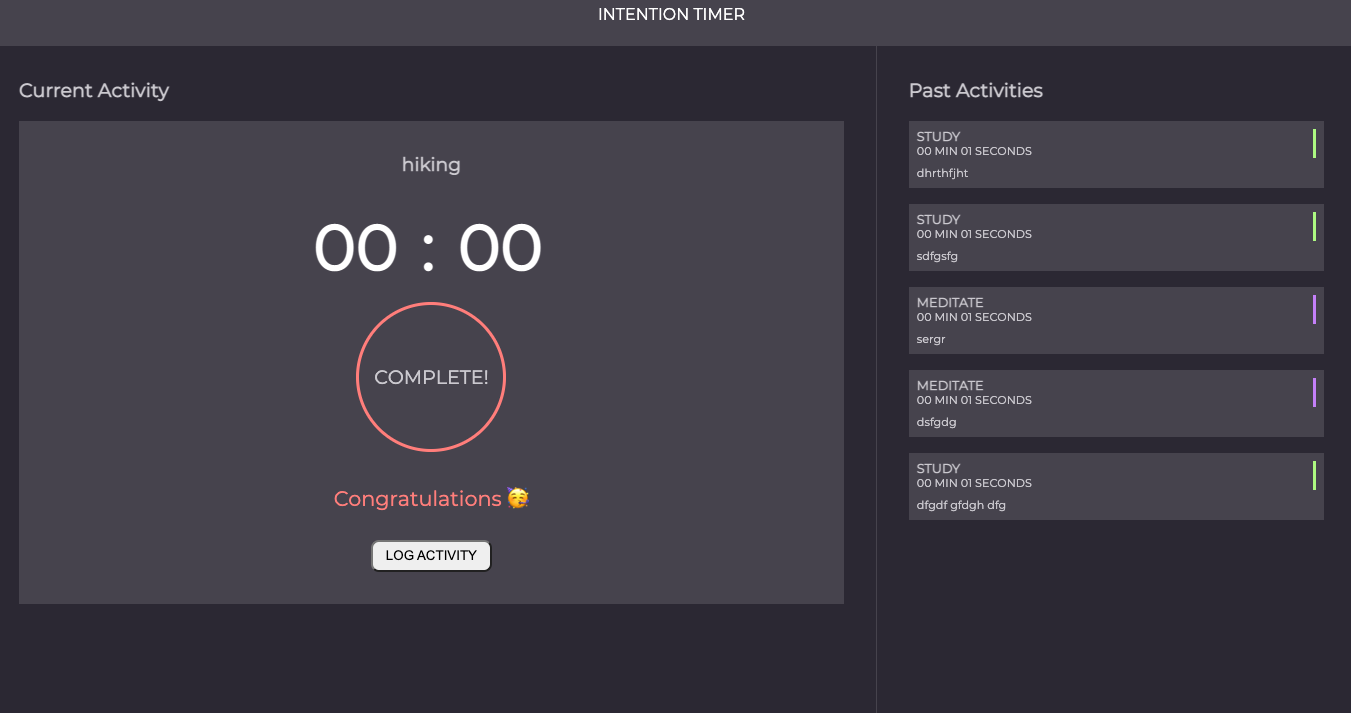 INTENTION TIMER
Current Activity
hiking
00 : 00
COMPLETE!
Congratulations 🥳
LOG ACTIVITY
Past Activities
STUDY
00 MIN 01 SECONDS
dhrthfjht
STUDY
00 MIN 01 SECONDS
sdfgsfg
MEDITATE
00 MIN 01 SECONDS
sergr
MEDITATE
00 MIN 01 SECONDS
dsfgdg
STUDY
00 MIN 01 SECONDS
dfgdf gfdgh dfg